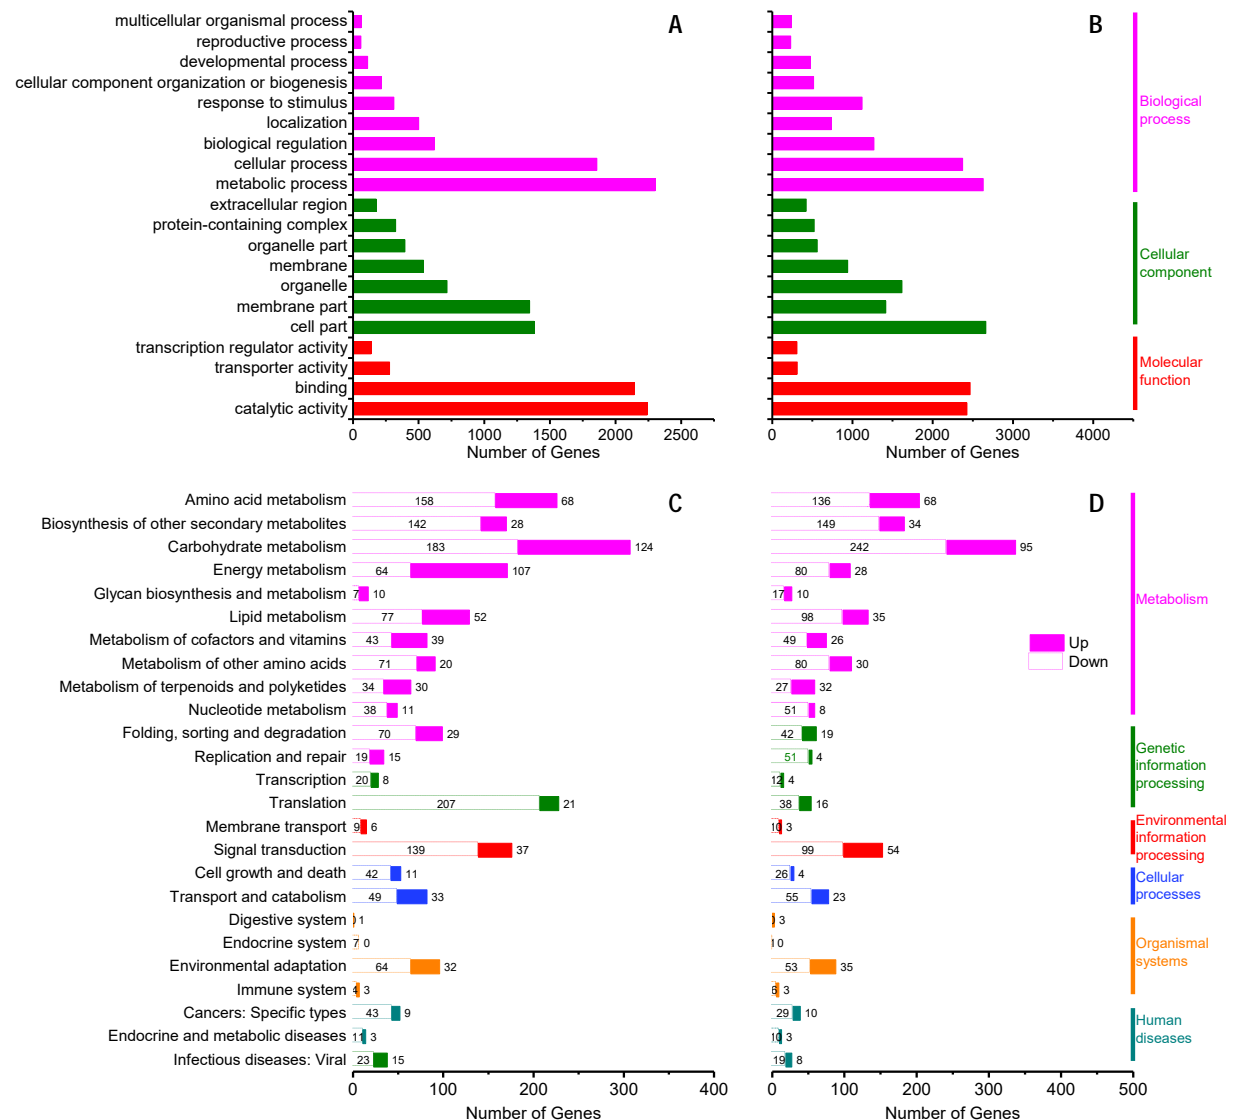 A
B
multicellular organismal process
reproductive process
developmental process
cellular component organization or biogenesis
response to stimulus
localization
biological regulation
cellular process
metabolic process
extracellular region
protein-containing complex
organelle part
membrane
organelle
membrane part
cell part
transcription regulator activity
transporter activity
binding
catalytic activity
Biological
process
Cellular
component
Molecular
function
0 500 1000 1500 2000 2500
Number of Genes
0 1000 2000 3000 4000
Number of Genes
C
D
Amino acid metabolism 158 68 136 68
Biosynthesis of other secondary metabolites 142 28 149 34
Carbohydrate metabolism 183 124 242 95
Energy metabolism 64 107 80 28
Glycan biosynthesis and metabolism 7 10 17 10
Lipid metabolism 77 52 98 35
Metabolism of cofactors and vitamins 43 39 49 26
Metabolism of other amino acids 71 20 80 30
Metabolism of terpenoids and polyketides 34 30 27 32
Nucleotide metabolism 38 11 51 8
Folding, sorting and degradation 70 29 42 19
Replication and repair 19 15 51 4
Transcription 20 8 12 4
Translation 207 21 38 16
Membrane transport 9 6 10 3
Signal transduction 139 37 99 54
Cell growth and death 42 11 26 4
Transport and catabolism 49 33 55 23
Digestive system 0 1 0 3
Endocrine system 7 0 1 0
Environmental adaptation 64 32 53 35
Immune system 4 3 6 3
Cancers: Specific types 43 9 29 10
Endocrine and metabolic diseases 11 3 10 3
Infectious diseases: Viral 23 15 19 8
Up
Down
Metabolism
Genetic
information
processing
Environmental
information
processing
Cellular
processes
Organismal
systems
Human
diseases
0 100 200 300 400
Number of Genes
0 100 200 300 400 500
Number of Genes